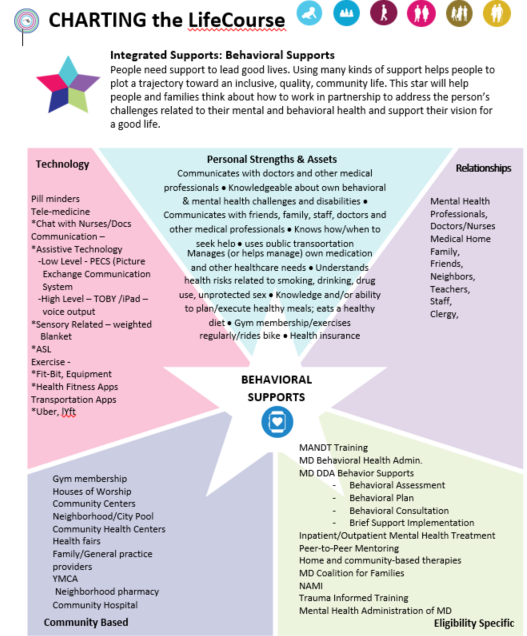 CHARTING the LifeCourse
Integrated Supports: Behavioral Supports
People need support to lead good lives. Using many kinds of support helps people to
plot a trajectory toward an inclusive, quality, community life. This star will help
people and families think about how to work in partnership to address the person's
challenges related to their mental and behavioral health and support their vision for
a good life.
Technology
Pill minders
Tele-medicine
*Chat with Nurses/Docs
Communication –
*Assistive Technology
-Low Level - PECS (Picture
Exchange Communication
System
-High Level – TOBY /iPad –
voice output
*Sensory Related – weighted
Blanket
*ASL
Exercise -
*Fit-Bit, Equipment
*Health Fitness Apps
Transportation Apps
*Uber, lYft
Personal Strengths & Assets
Communicates with doctors and other medical
professionals • Knowledgeable about own behavioral
& mental health challenges and disabilities •
Communicates with friends, family, staff, doctors and
other medical professionals • Knows how/when to
seek help • uses public transportation
Manages (or helps manage) own medication
and other healthcare needs • Understands
health risks related to smoking, drinking, drug
use, unprotected sex • Knowledge and/or ability
to plan/execute healthy meals; eats a healthy
diet • Gym membership/exercises
regularly/rides bike • Health insurance
Relationships
Mental Health
Professionals,
Doctors/Nurses
Medical Home
Family,
Friends,
Neighbors,
Teachers,
Staff,
Clergy,
BEHAVIORAL
SUPPORTS
Gym membership
Houses of Worship
Community Centers
Neighborhood/City Pool
Community Health Centers
Health fairs
Family/General practice
providers
YMCA
Neighborhood pharmacy
Community Hospital
Community Based
MANDT Training
MD Behavioral Health Admin.
MD DDA Behavior Supports
- Behavioral Assessment
- Behavioral Plan
- Behavioral Consultation
- Brief Support Implementation
Inpatient/Outpatient Mental Health Treatment
Peer-to-Peer Mentoring
Home and community-based therapies
MD Coalition for Families
NAMI
Trauma Informed Training
Mental Health Administration of MD
Eligibility Specific